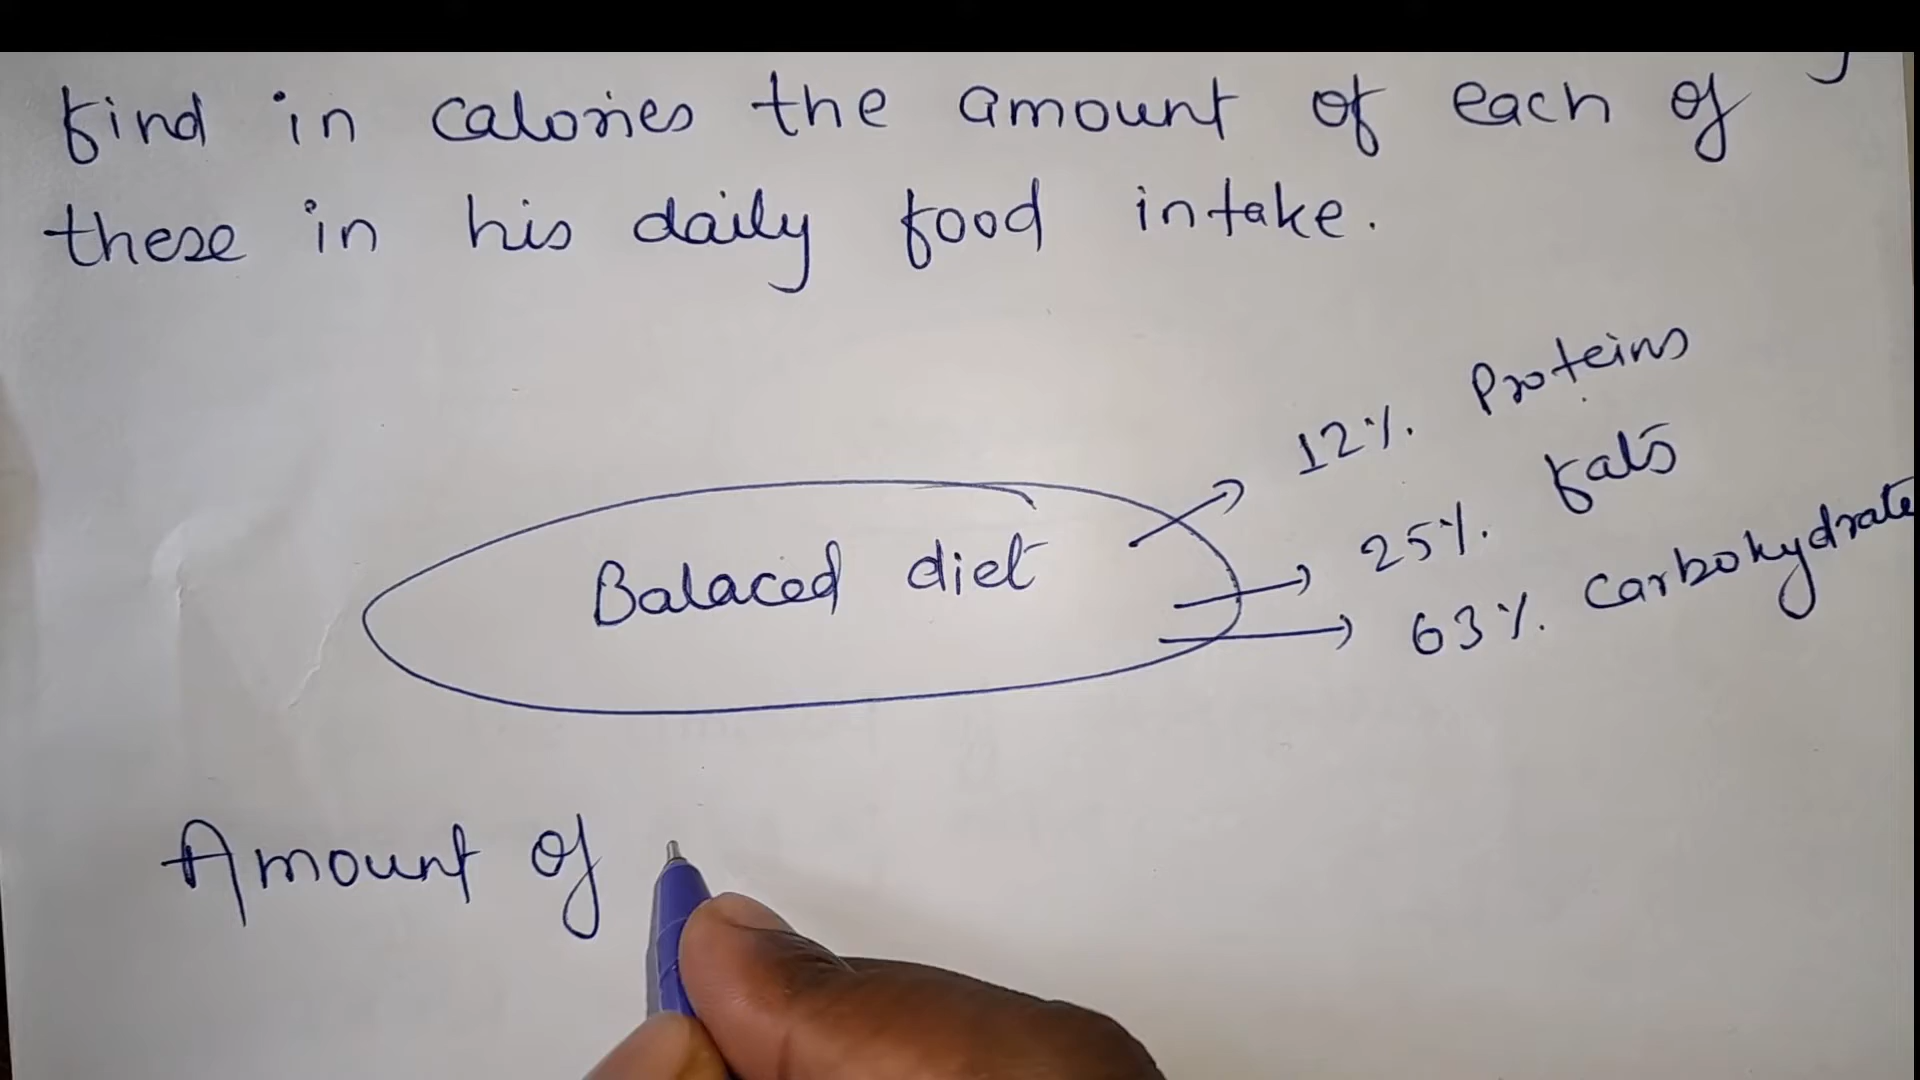 find in calories the amount of each of
these in his daily food intake.
12%. Proteins
25%. fats
63%. Carbohydrate
Balaced diet
Amount of